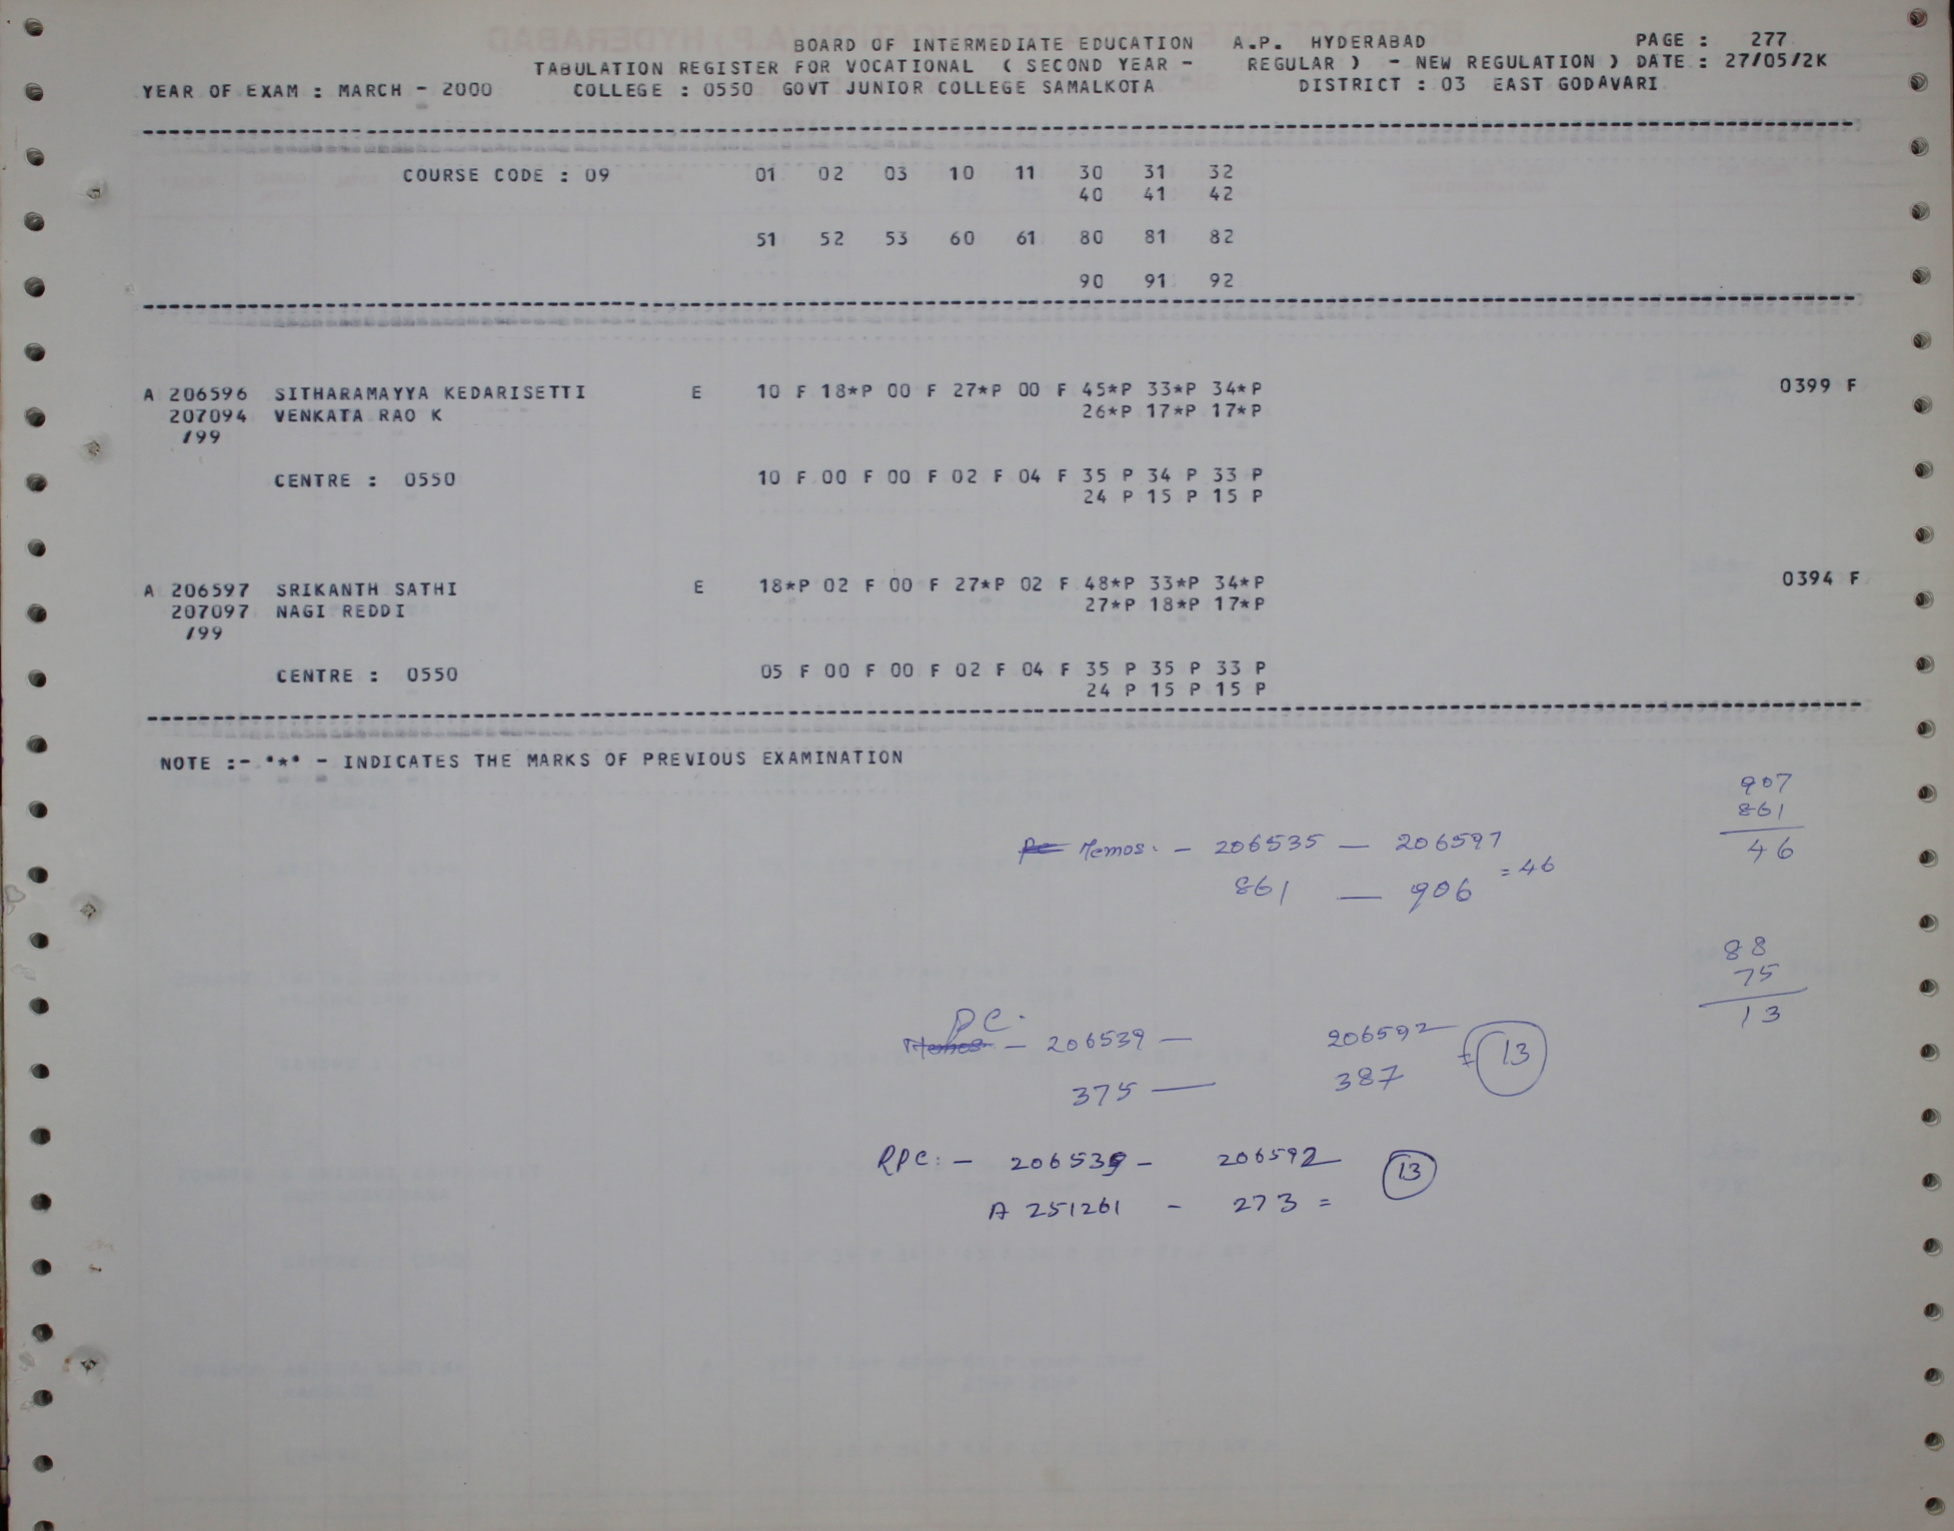 BOARD OF INTERMEDIATE EDUCATION A.P. HYDERABAD PAGE : 277
TABULATION REGISTER FOR VOCATIONAL ( SECOND YEAR - REGULAR ) - NEW REGULATION ) DATE : 27/05/2K
YEAR OF EXAM : MARCH - 2000 COLLEGE : 0550 GOVT JUNIOR COLLEGE SAMALKOTA DISTRICT : 03 EAST GODAVARI
COURSE CODE : 09 01 02 03 10 11 30 31 32
40 41 42
51 52 53 60 61 80 81 82
90 91 92
A 206596 SITHARAMAYYA KEDARISETTI E 10 F 18*P 00 F 27*P 00 F 45*P 33*P 34*P 0399 F
207094 VENKATA RAO K 26*P 17*P 17*P
/99
CENTRE : 0550 10 F 00 F 00 F 02 F 04 F 35 P 34 P 33 P
24 P 15 P 15 P
A 206597 SRIKANTH SATHI E 18*P 02 F 00 F 27*P 02 F 48*P 33*P 34*P 0394 F
207097 NAGI REDDI 27*P 18*P 17*P
/99
CENTRE : 0550 05 F 00 F 00 F 02 F 04 F 35 P 35 P 33 P
24 P 15 P 15 P
NOTE :- '*' - INDICATES THE MARKS OF PREVIOUS EXAMINATION
907
861
46
Memos: - 206535 - 206597
861 - 906 = 46
88
75
13
PC.
Memos - 206539 - 206592
375 - 387 = 13
RPC: - 206539 - 206592 13
A 251261 - 273 =